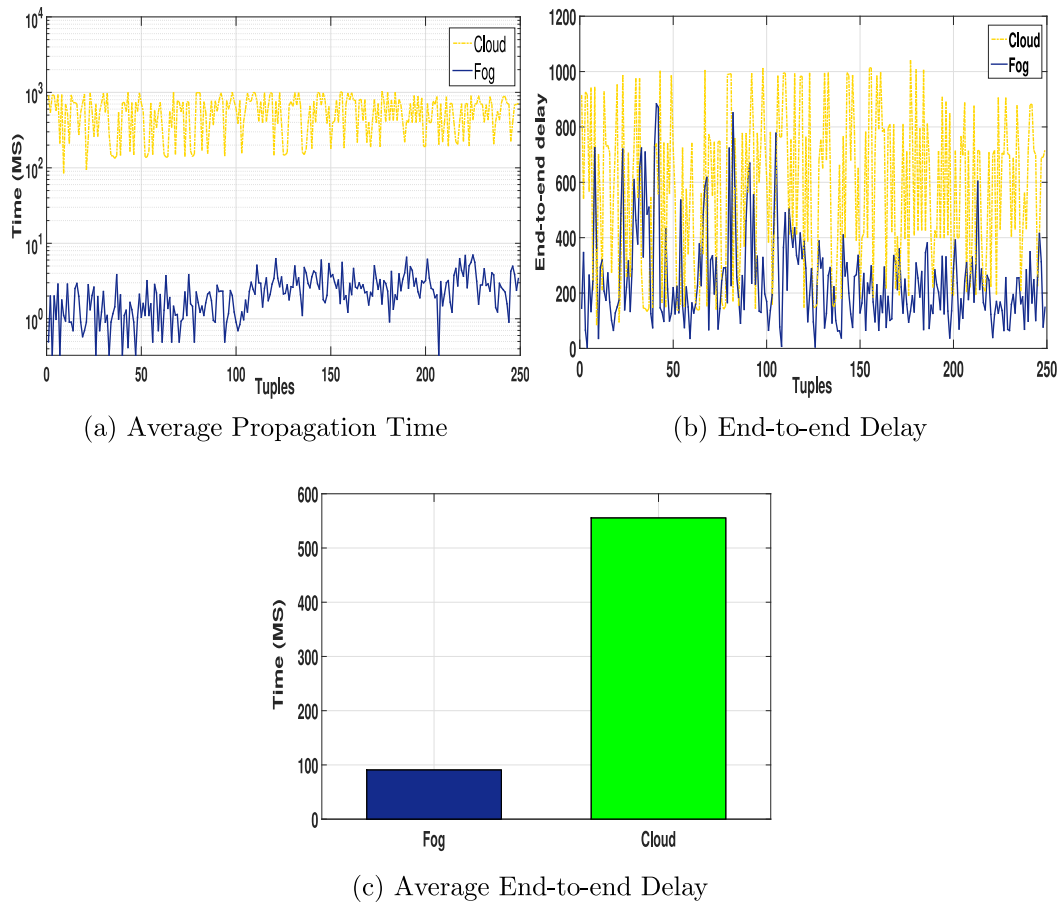 10^4
10^3
10^2
10^1
10^0
Time (MS)
0 50 100 150 200 250
Tuples
Cloud
Fog
(a) Average Propagation Time
1200
1000
800
600
400
200
0
End-to-end delay
0 50 100 150 200 250
Tuples
Cloud
Fog
(b) End-to-end Delay
600
500
400
300
200
100
0
Time (MS)
Fog Cloud
(c) Average End-to-end Delay